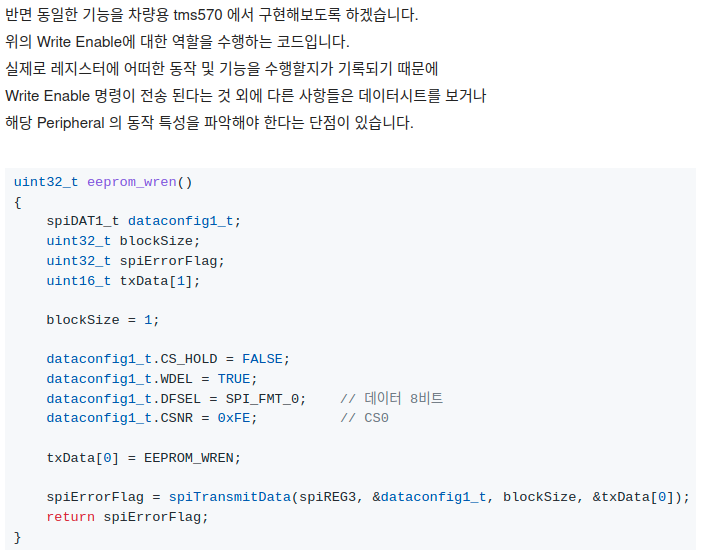 반면 동일한 기능을 차량용 tms570 에서 구현해보도록 하겠습니다.
위의 Write Enable에 대한 역할을 수행하는 코드입니다.
실제로 레지스터에 어떠한 동작 및 기능을 수행할지가 기록되기 때문에
Write Enable 명령이 전송 된다는 것 외에 다른 사항들은 데이터시트를 보거나
해당 Peripheral 의 동작 특성을 파악해야 한다는 단점이 있습니다.
uint32_t eeprom_wren()
{
    spiDAT1_t dataconfig1_t;
    uint32_t blockSize;
    uint32_t spiErrorFlag;
    uint16_t txData[1];
    blockSize = 1;
    dataconfig1_t.CS_HOLD = FALSE;
    dataconfig1_t.WDEL = TRUE;
    dataconfig1_t.DFSEL = SPI_FMT_0;    // 데이터 8비트
    dataconfig1_t.CSNR = 0xFE;          // CS0
    txData[0] = EEPROM_WREN;
    spiErrorFlag = spiTransmitData(spiREG3, &dataconfig1_t, blockSize, &txData[0]);
    return spiErrorFlag;
}